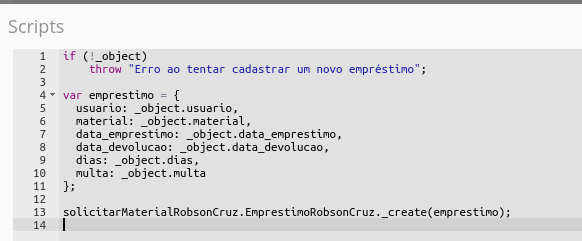 Scripts
1 if (!_object)
2     throw "Erro ao tentar cadastrar um novo empréstimo";
3
4 var emprestimo = {
5   usuario: _object.usuario,
6   material: _object.material,
7   data_emprestimo: _object.data_emprestimo,
8   data_devolucao: _object.data_devolucao,
9   dias: _object.dias,
10   multa: _object.multa
11 };
12
13 solicitarMaterialRobsonCruz.EmprestimoRobsonCruz._create(emprestimo);
14